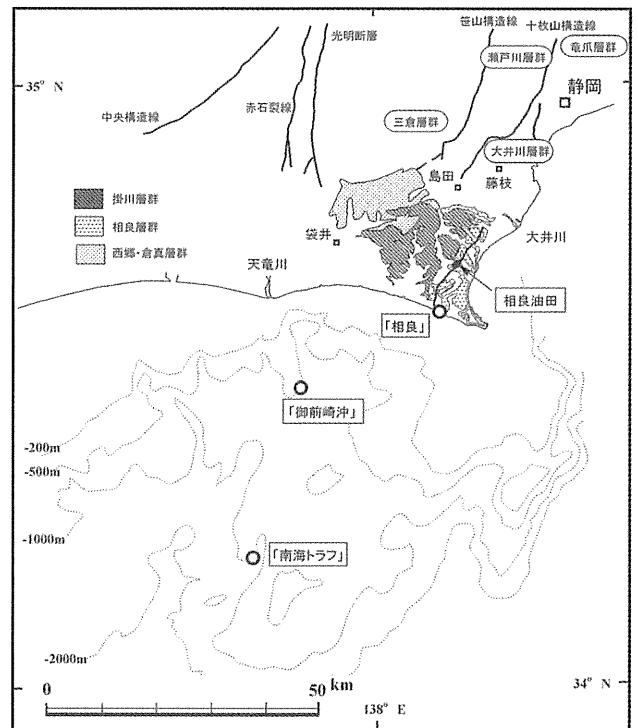 笹山構造線
十枚山構造線
光明断層
竜爪層群
瀬戸川層群
35° N
静岡
赤石裂線
中央構造線
三倉層群
大井川層群
島田
藤枝
掛川層群
相良層群
西郷・倉真層群
袋井
大井川
天竜川
相良油田
「相良」
「御前崎沖」
-200m
-500m
-1000m
「南海トラフ」
-2000m
0
50 km
138° E
34° N